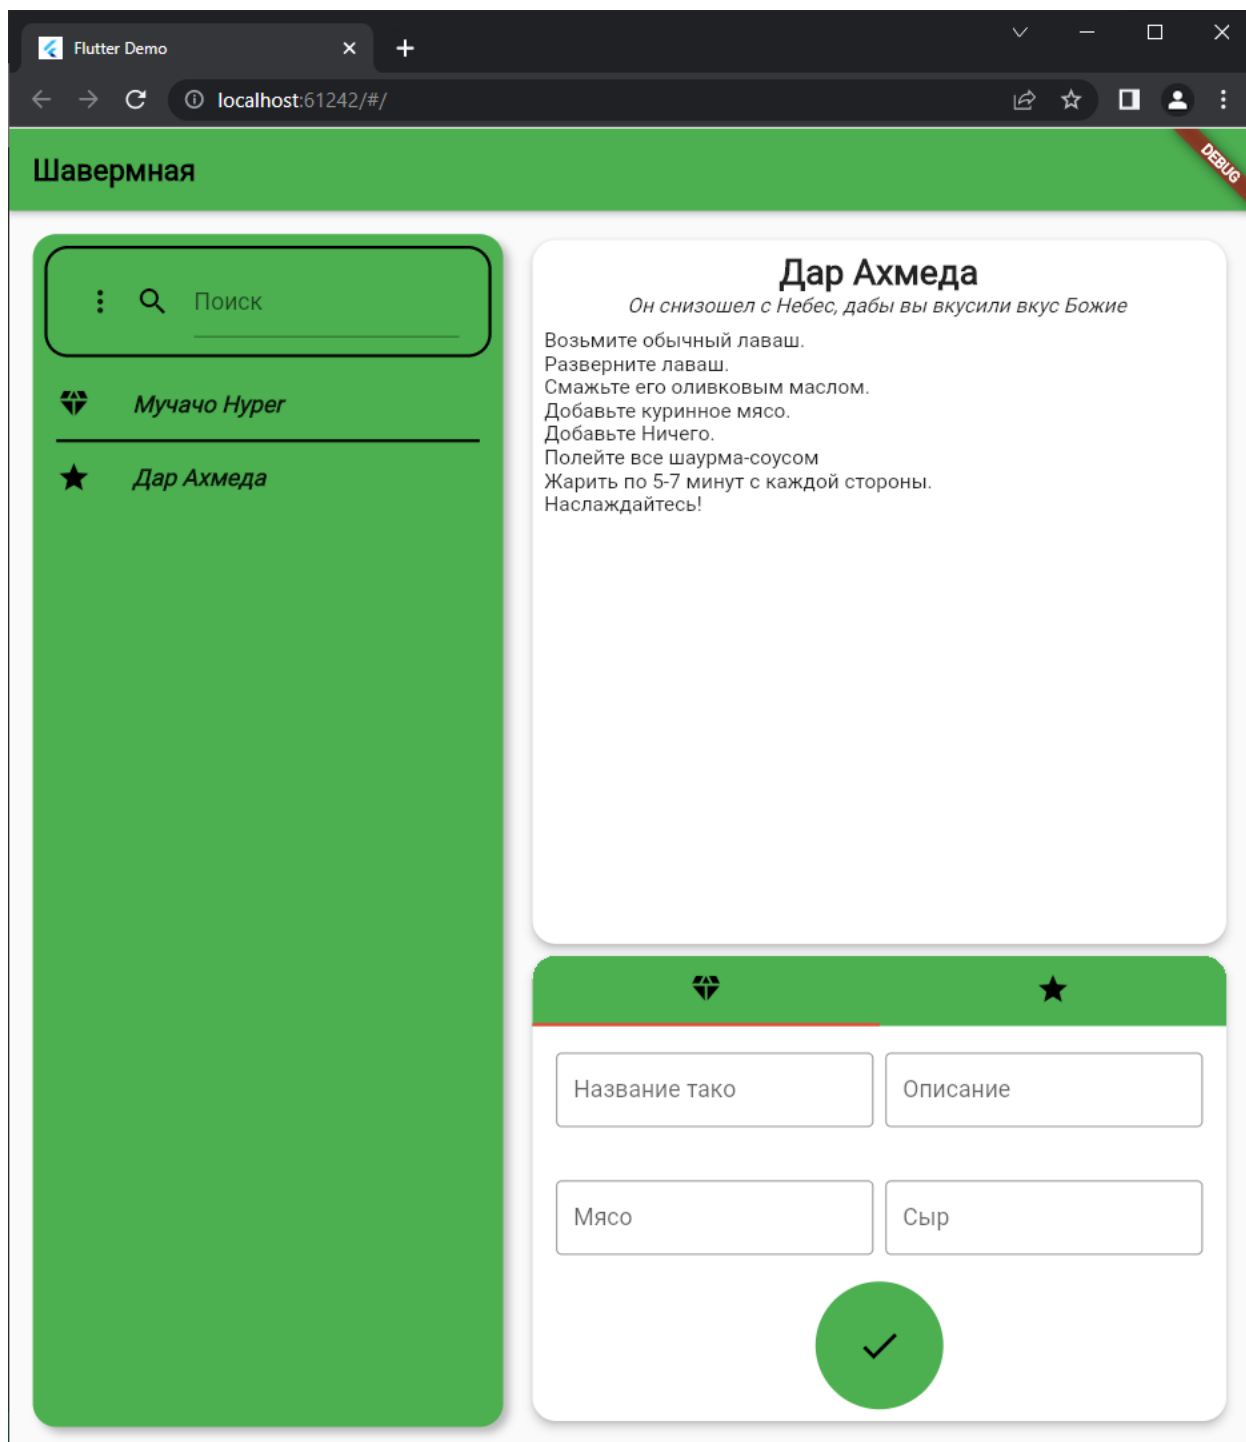 Flutter Demo
localhost:61242/#/
Шавермная
DEBUG
Поиск
Мучачо Hyper
Дар Ахмеда
Дар Ахмеда
Он снизошел с Небес, дабы вы вкусили вкус Божие
Возьмите обычный лаваш.
Разверните лаваш.
Смажьте его оливковым маслом.
Добавьте куринное мясо.
Добавьте Ничего.
Полейте все шаурма-соусом
Жарить по 5-7 минут с каждой стороны.
Наслаждайтесь!
Название тако
Описание
Мясо
Сыр